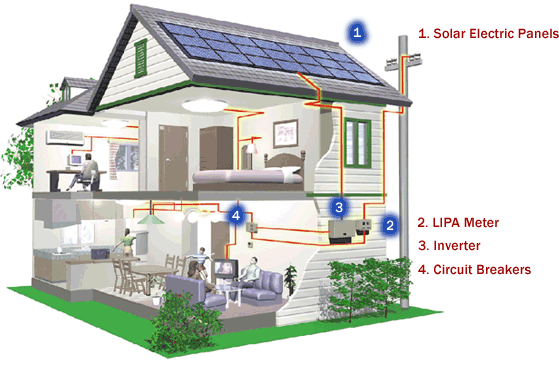 1
1. Solar Electric Panels
4
3
2
2. LIPA Meter
3. Inverter
4. Circuit Breakers